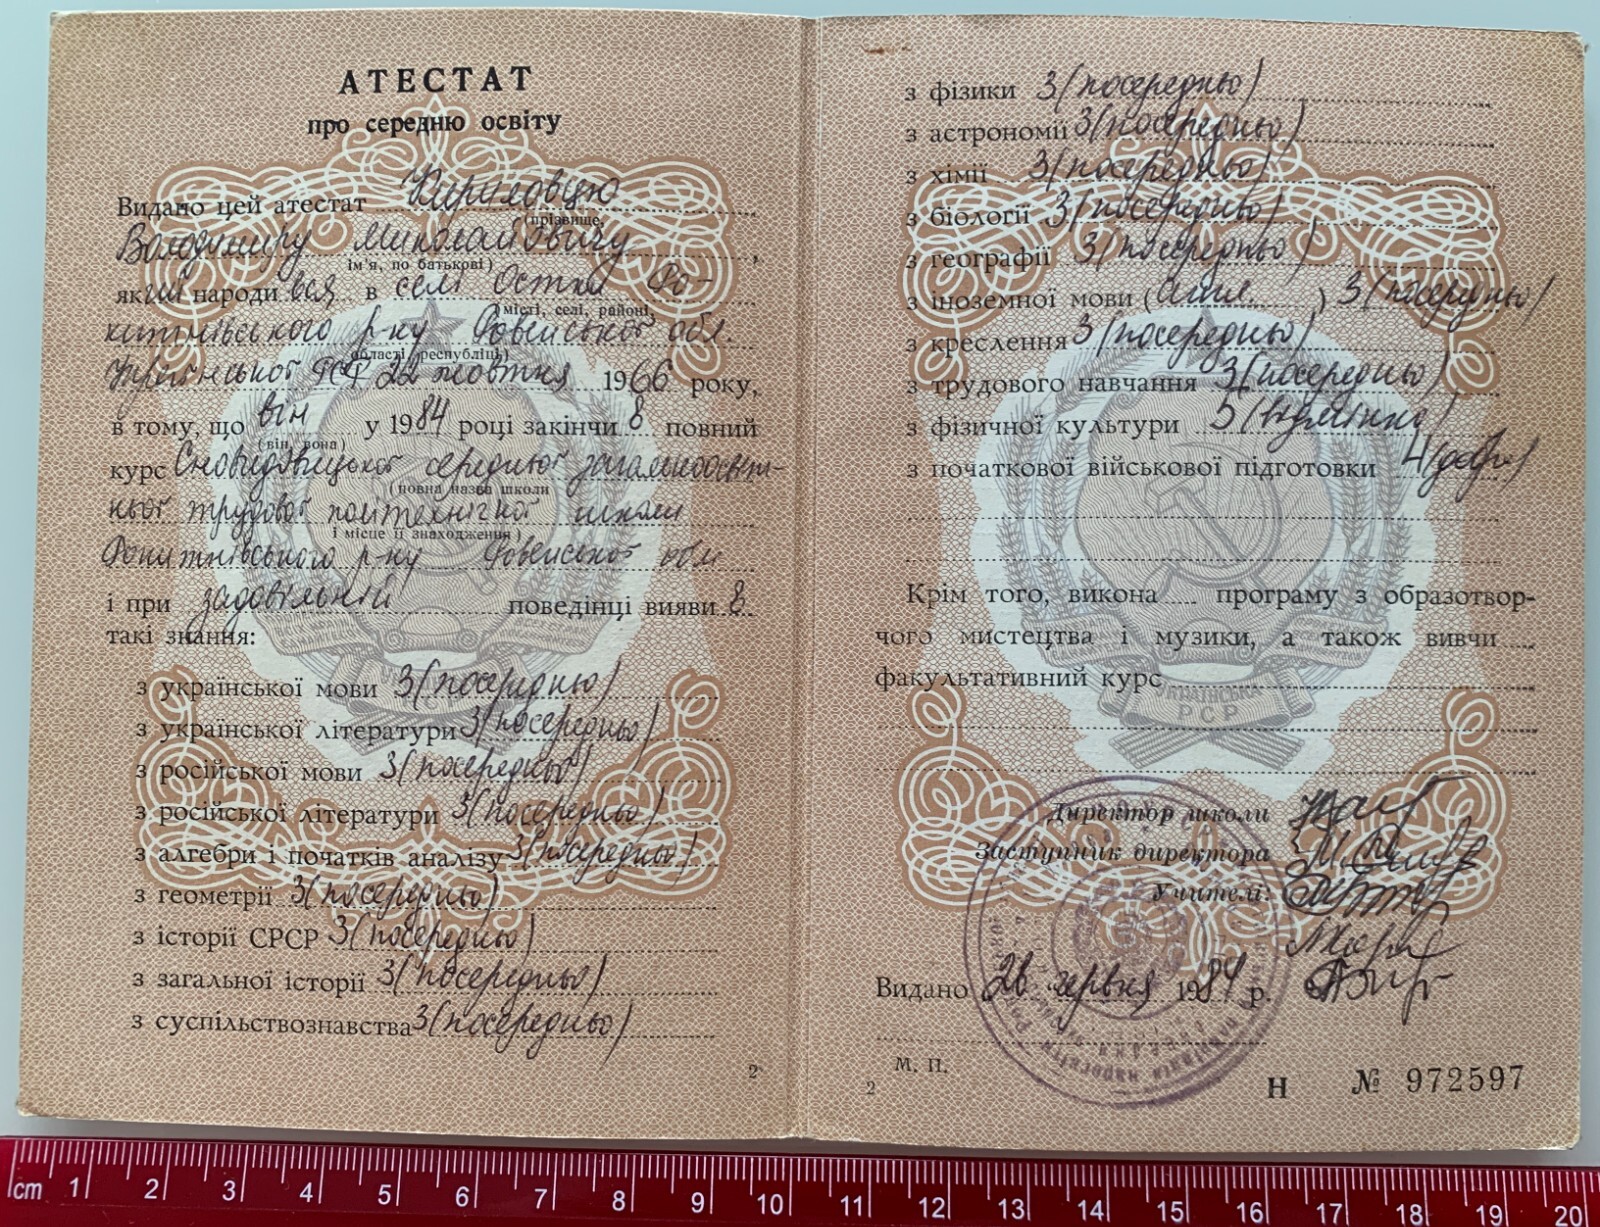 АТЕСТАТ
про середню освіту
Видано цей атестат Кириловцю
(прізвище,
Володимиру Миколайовичу,
ім'я, по батькові)
який народився в селі Остки Ро-
(місті, селі, районі,
китнівського р-ну Ровенської обл.
області, республіці)
Української РСР 22 жовтня 1966 року,
в тому, що він у 1984 році закінчив повний
(він, вона)
курс Сновидовицької середньої загальноосвіт-
(повна назва школи
ньої трудової політехнічної школи
і місце її знаходження)
Рокитнівського р-ну Ровенської обл
і при задовільній поведінці виявив
такі знання:
з української мови 3 (посередньо)
з української літератури 3 (посередньо)
з російської мови 3 (посередньо)
з російської літератури 3 (посередньо)
з алгебри і початків аналізу 3 (посередньо)
з геометрії 3 (посередньо)
з історії СРСР 3 (посередньо)
з загальної історії 3 (посередньо)
з суспільствознавства 3 (посередньо)
2
з фізики 3 (посередньо)
з астрономії 3 (посередньо)
з хімії 3 (посередньо)
з біології 3 (посередньо)
з географії 3 (посередньо)
з іноземної мови ( ) 3 (посередньо)
з креслення 3 (посередньо)
з трудового навчання 3 (посередньо)
з фізичної культури 5 (відмінно)
з початкової військової підготовки 4 (добре)
Крім того, викона програму з образотвор-
чого мистецтва і музики, а також вивчи
факультативний курс
УКРАЇНСЬКА
РСР
Директор школи
Заступник директора
Учителі:
Видано 26 червня 1984 р.
М. П.
2
Н № 972597
cm 1 2 3 4 5 6 7 8 9 10 11 12 13 14 15 16 17 18 19 20